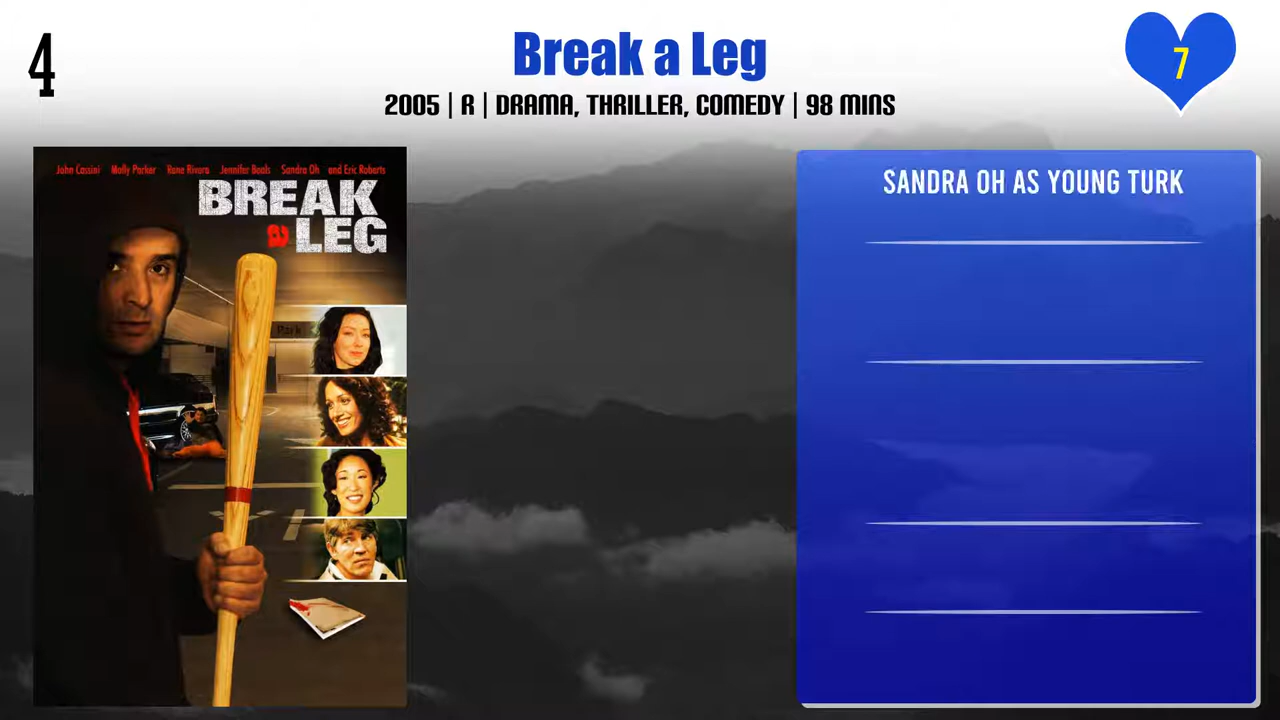 4
Break a Leg
7
2005 | R | DRAMA, THRILLER, COMEDY | 98 MINS
John Cassini Molly Parker Rene Rivera Jennifer Beals Sandra Oh and Eric Roberts
BREAK
a LEG
Park
SANDRA OH AS YOUNG TURK